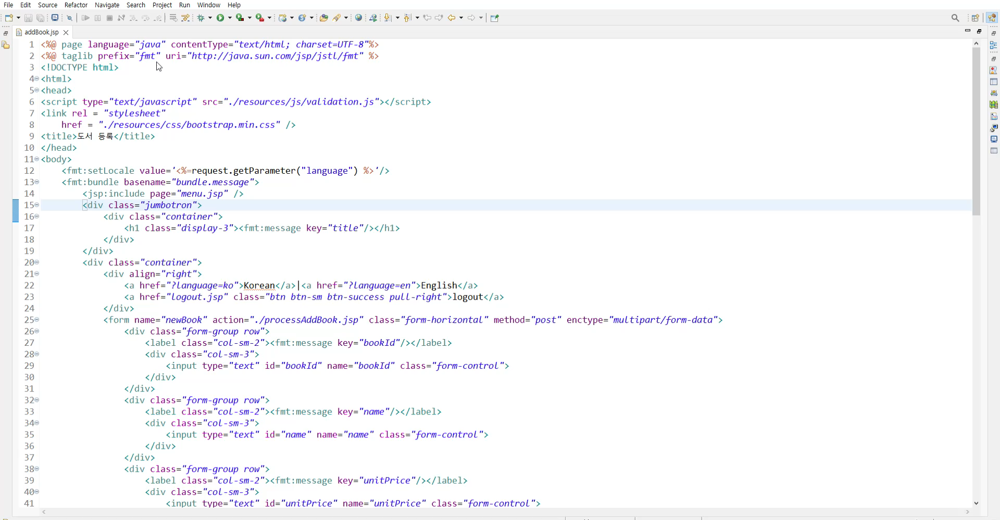 File Edit Source Refactor Navigate Search Project Run Window Help
addBook.jsp
1 <%@ page language="java" contentType="text/html; charset=UTF-8"%>
2 <%@ taglib prefix="fmt" uri="http://java.sun.com/jsp/jstl/fmt" %>
3 <!DOCTYPE html>
4 <html>
5 <head>
6 <script type="text/javascript" src="./resources/js/validation.js"></script>
7 <link rel = "stylesheet"
8 href = "./resources/css/bootstrap.min.css" />
9 <title>도서 등록</title>
10 </head>
11 <body>
12 <fmt:setLocale value='<%=request.getParameter("language") %>'/>
13 <fmt:bundle basename="bundle.message">
14 <jsp:include page="menu.jsp" />
15 <div class="jumbotron">
16 <div class="container">
17 <h1 class="display-3"><fmt:message key="title"/></h1>
18 </div>
19 </div>
20 <div class="container">
21 <div align="right">
22 <a href="?language=ko">Korean</a>|<a href="?language=en">English</a>
23 <a href="logout.jsp" class="btn btn-sm btn-success pull-right">logout</a>
24 </div>
25 <form name="newBook" action="./processAddBook.jsp" class="form-horizontal" method="post" enctype="multipart/form-data">
26 <div class="form-group row">
27 <label class="col-sm-2"><fmt:message key="bookId"/></label>
28 <div class="col-sm-3">
29 <input type="text" id="bookId" name="bookId" class="form-control">
30 </div>
31 </div>
32 <div class="form-group row">
33 <label class="col-sm-2"><fmt:message key="name"/></label>
34 <div class="col-sm-3">
35 <input type="text" id="name" name="name" class="form-control">
36 </div>
37 </div>
38 <div class="form-group row">
39 <label class="col-sm-2"><fmt:message key="unitPrice"/></label>
40 <div class="col-sm-3">
41 <input type="text" id="unitPrice" name="unitPrice" class="form-control">